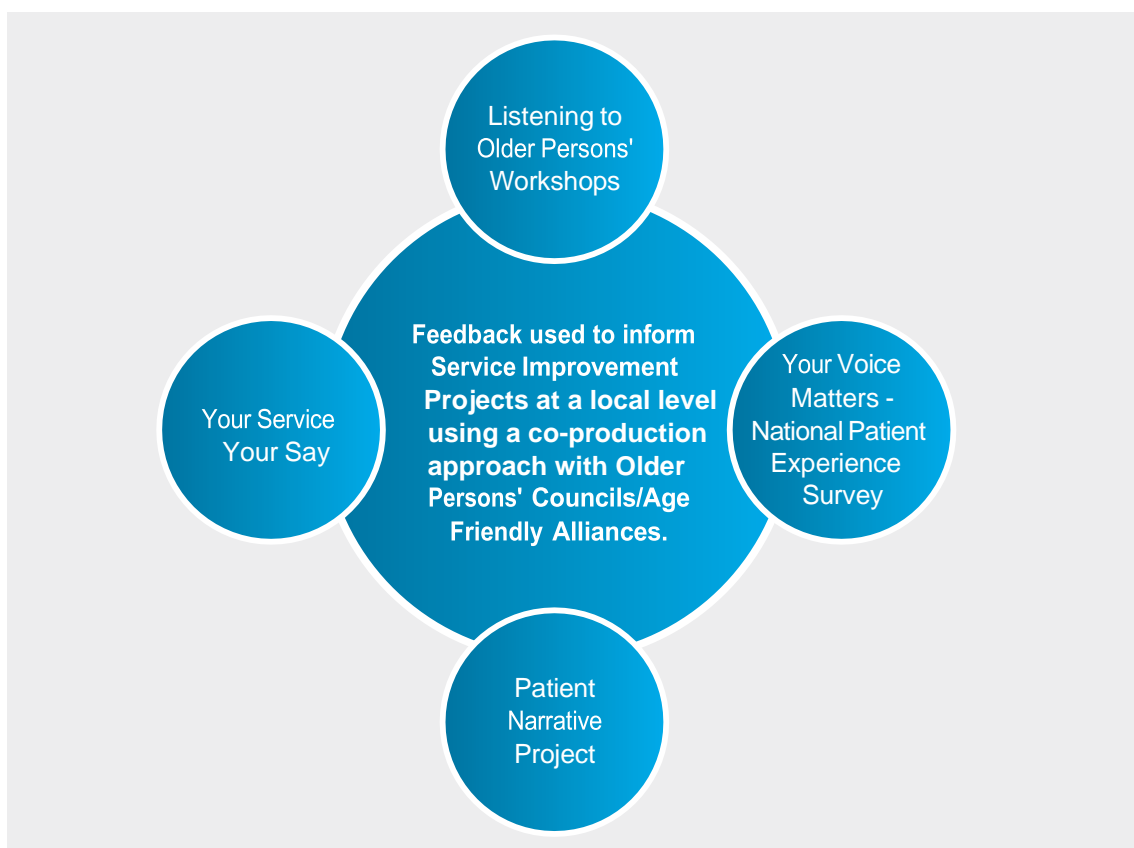 Listening to
Older Persons'
Workshops
Feedback used to inform
Service Improvement
Projects at a local level
using a co-production
approach with Older
Persons' Councils/Age
Friendly Alliances.
Your Service
Your Say
Your Voice
Matters -
National Patient
Experience
Survey
Patient
Narrative
Project